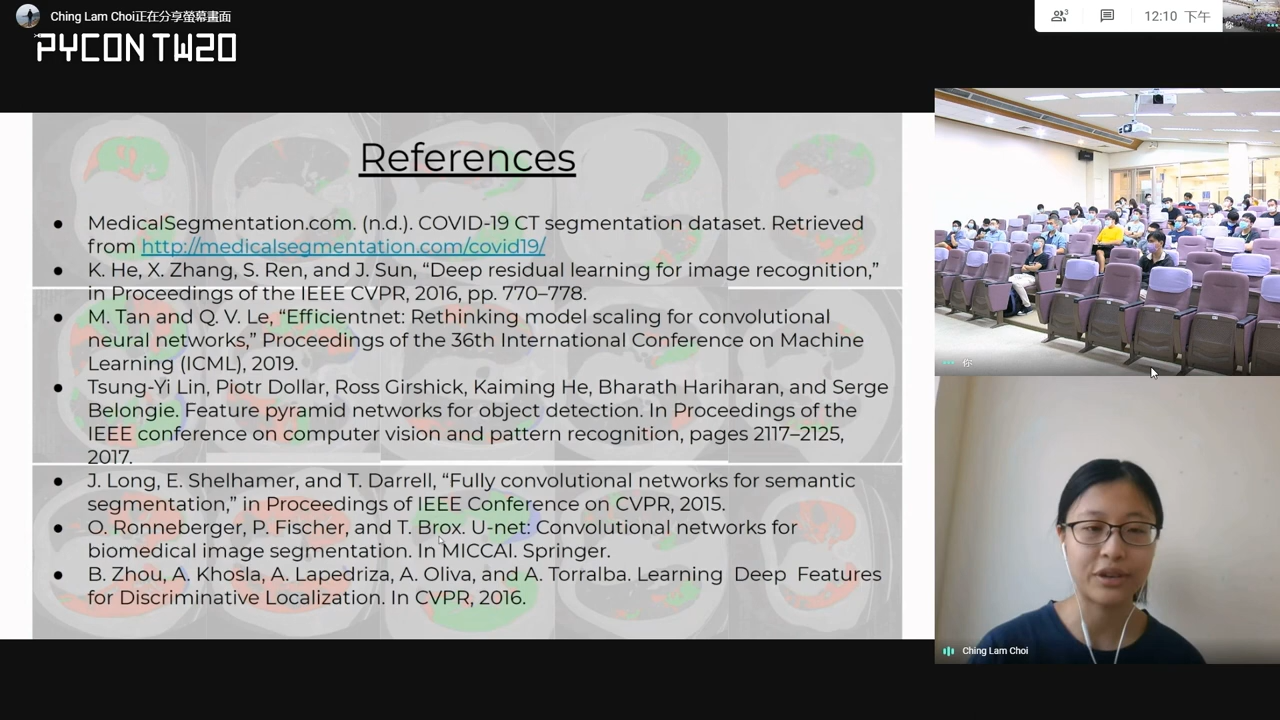 Ching Lam Choi正在分享螢幕畫面
3
12:10 下午
你
PYCON TW20
References
● MedicalSegmentation.com. (n.d.). COVID-19 CT segmentation dataset. Retrieved
from http://medicalsegmentation.com/covid19/
● K. He, X. Zhang, S. Ren, and J. Sun, “Deep residual learning for image recognition,”
in Proceedings of the IEEE CVPR, 2016, pp. 770–778.
● M. Tan and Q. V. Le, “Efficientnet: Rethinking model scaling for convolutional
neural networks,” Proceedings of the 36th International Conference on Machine
Learning (ICML), 2019.
● Tsung-Yi Lin, Piotr Dollar, Ross Girshick, Kaiming He, Bharath Hariharan, and Serge
Belongie. Feature pyramid networks for object detection. In Proceedings of the
IEEE conference on computer vision and pattern recognition, pages 2117–2125,
2017.
● J. Long, E. Shelhamer, and T. Darrell, “Fully convolutional networks for semantic
segmentation,” in Proceedings of IEEE Conference on CVPR, 2015.
● O. Ronneberger, P. Fischer, and T. Brox. U-net: Convolutional networks for
biomedical image segmentation. In MICCAI. Springer.
● B. Zhou, A. Khosla, A. Lapedriza, A. Oliva, and A. Torralba. Learning Deep Features
for Discriminative Localization. In CVPR, 2016.
你
Ching Lam Choi